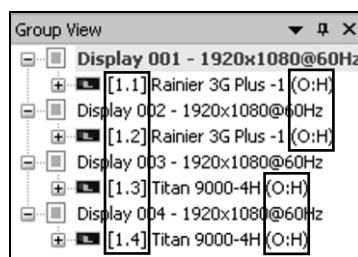 Group View
Display 001 - 1920x1080@60Hz
[1.1] Rainier 3G Plus -1 (O:H)
Display 002 - 1920x1080@60Hz
[1.2] Rainier 3G Plus -1 (O:H)
Display 003 - 1920x1080@60Hz
[1.3] Titan 9000-4H (O:H)
Display 004 - 1920x1080@60Hz
[1.4] Titan 9000-4H (O:H)